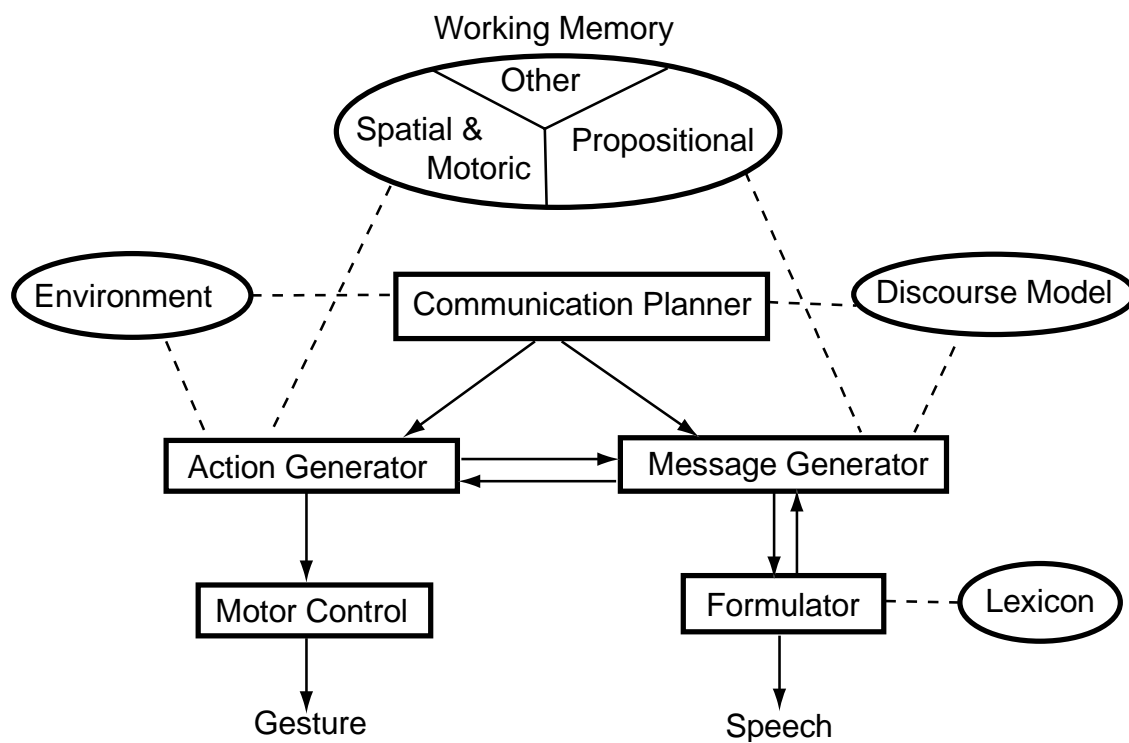 Working Memory
Other
Spatial &
Motoric
Propositional
Environment
Communication Planner
Discourse Model
Action Generator
Message Generator
Motor Control
Formulator
Lexicon
Gesture
Speech